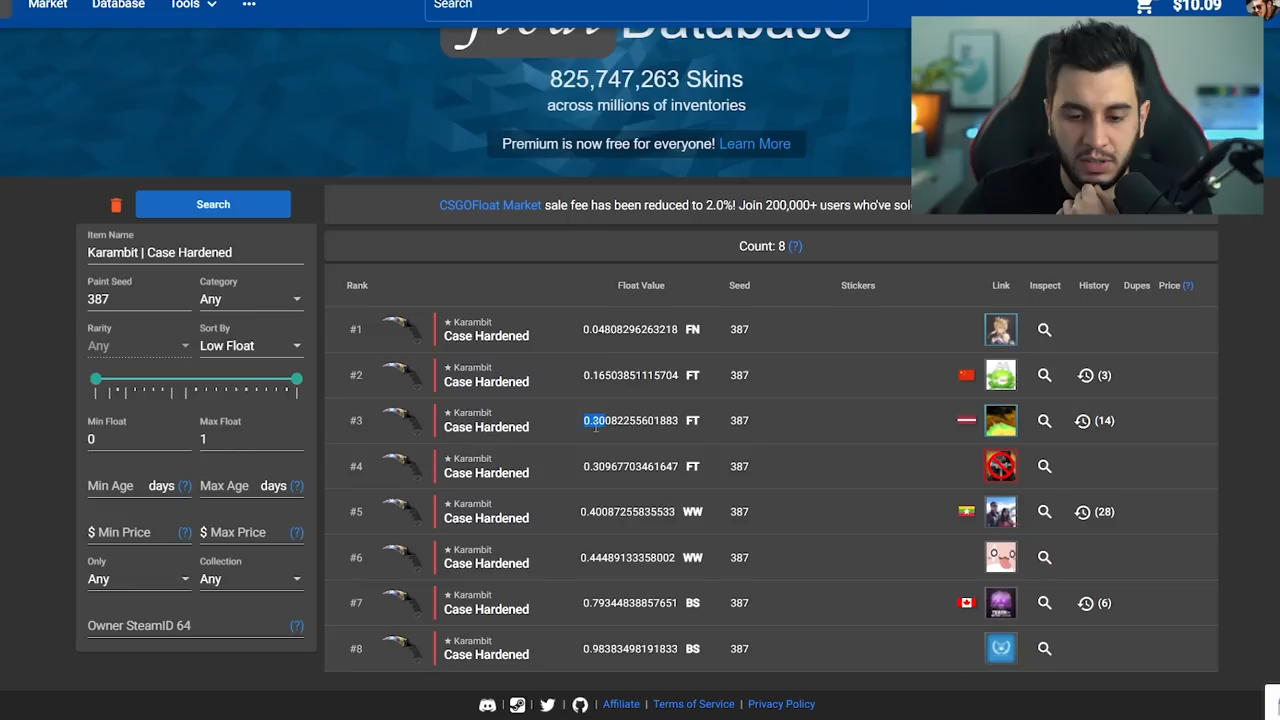 Market Database Tools ••• Search $10.09
float Database
825,747,263 Skins
across millions of inventories
Premium is now free for everyone! Learn More
Search
CSGOFloat Market sale fee has been reduced to 2.0%! Join 200,000+ users who've sol
Item Name
Karambit | Case Hardened
Paint Seed Category
387 Any
Rarity Sort By
Any Low Float
Min Float Max Float
0 1
Min Age days (?) Max Age days (?)
$ Min Price (?) $ Max Price (?)
Only Collection
Any Any
Owner SteamID 64 (?)
Count: 8 (?)
Rank Float Value Seed Stickers Link Inspect History Dupes Price (?)
#1 ★ Karambit
Case Hardened 0.04808296263218 FN 387
#2 ★ Karambit
Case Hardened 0.16503851115704 FT 387 (3)
#3 ★ Karambit
Case Hardened 0.30082255601883 FT 387 (14)
#4 ★ Karambit
Case Hardened 0.30967703461647 FT 387
#5 ★ Karambit
Case Hardened 0.40087255835533 WW 387 (28)
#6 ★ Karambit
Case Hardened 0.44489133358002 WW 387
#7 ★ Karambit
Case Hardened 0.79344838857651 BS 387 (6)
#8 ★ Karambit
Case Hardened 0.98383498191833 BS 387
| | | | Affiliate | Terms of Service | Privacy Policy